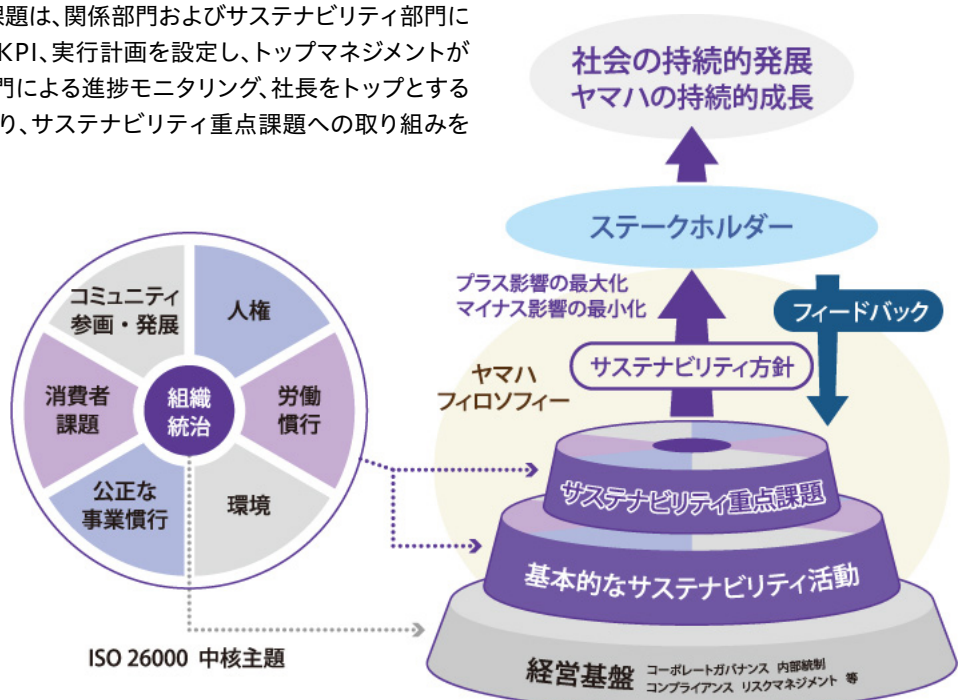 課題は、関係部門およびサステナビリティ部門に
KPI、実行計画を設定し、トップマネジメントが
門による進捗モニタリング、社長をトップとする
り、サステナビリティ重点課題への取り組みを
社会の持続的発展
ヤマハの持続的成長
ステークホルダー
プラス影響の最大化
マイナス影響の最小化
フィードバック
サステナビリティ方針
ヤマハ
フィロソフィー
サステナビリティ重点課題
基本的なサステナビリティ活動
経営基盤
コーポレートガバナンス 内部統制
コンプライアンス リスクマネジメント 等
コミュニティ
参画・発展
人権
消費者
課題
組織
統治
労働
慣行
公正な
事業慣行
環境
ISO 26000 中核主題